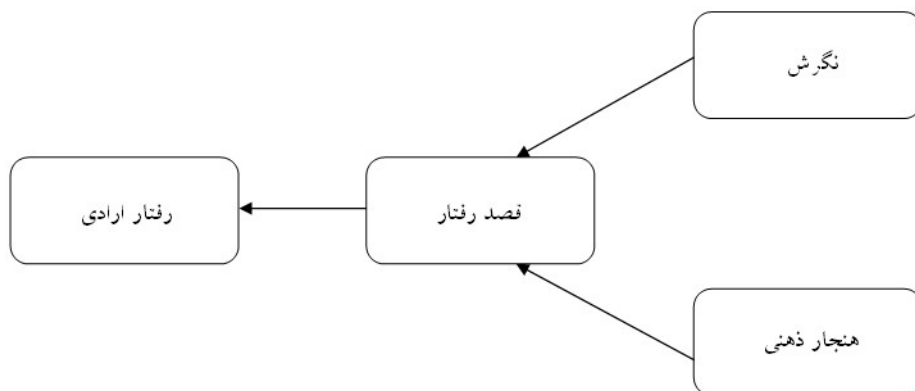 نگرش
قصد رفتار
رفتار ارادی
هنجار ذهنی